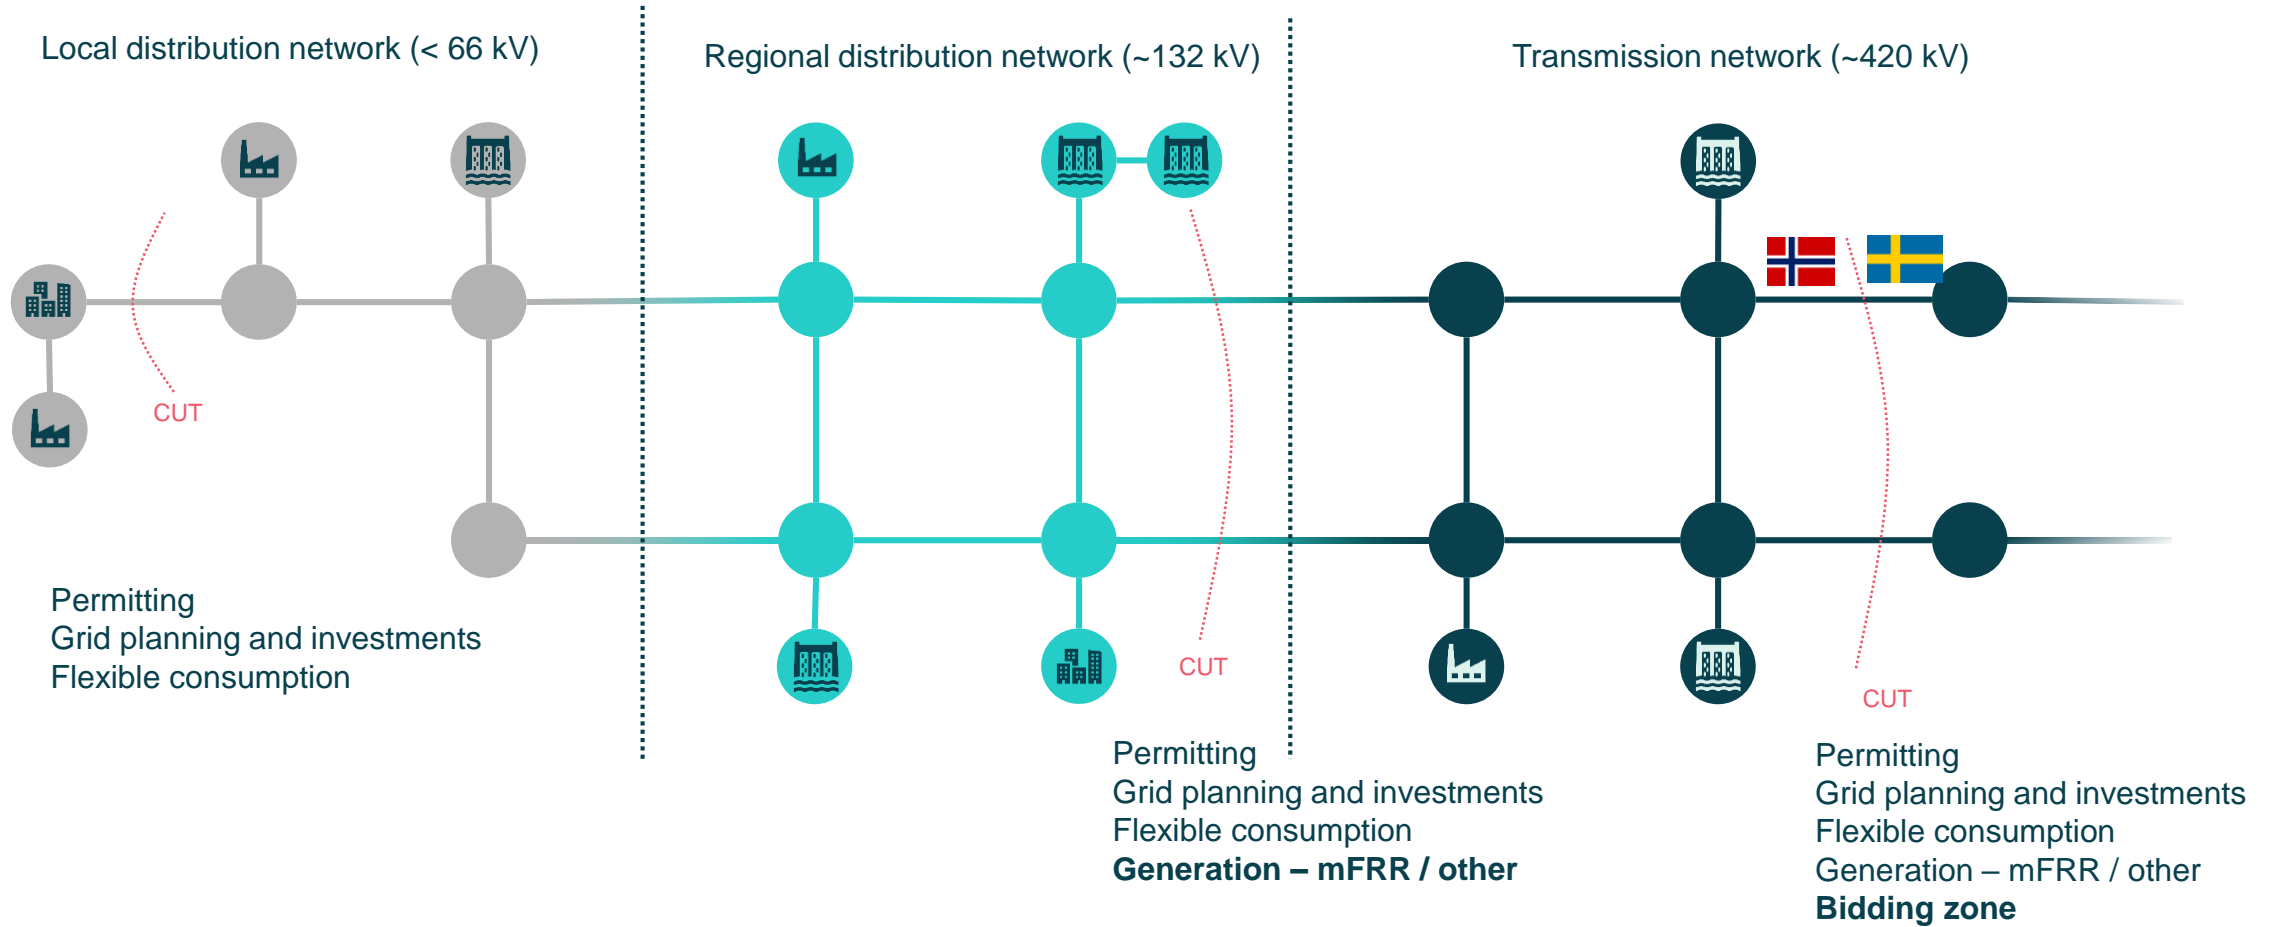 Local distribution network (< 66 kV)
Regional distribution network (~132 kV)
Transmission network (~420 kV)
CUT
Permitting
Grid planning and investments
Flexible consumption
CUT
Permitting
Grid planning and investments
Flexible consumption
Generation – mFRR / other
CUT
Permitting
Grid planning and investments
Flexible consumption
Generation – mFRR / other
Bidding zone